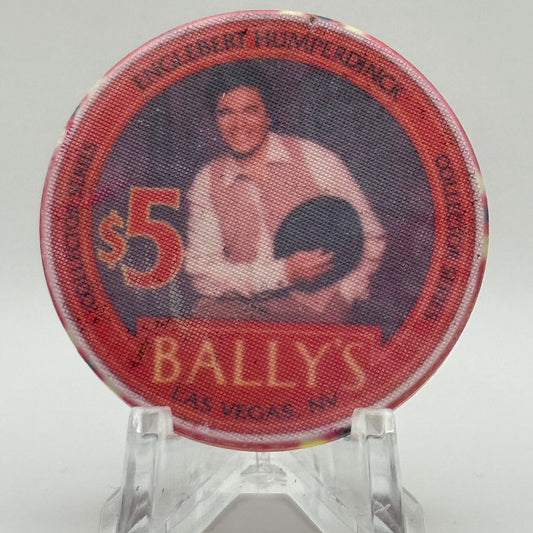 ENGLEBERT HUMPERDINCK
COLLECTOR SERIES
COLLECTOR SERIES
$5
BALLY'S
LAS VEGAS, NV